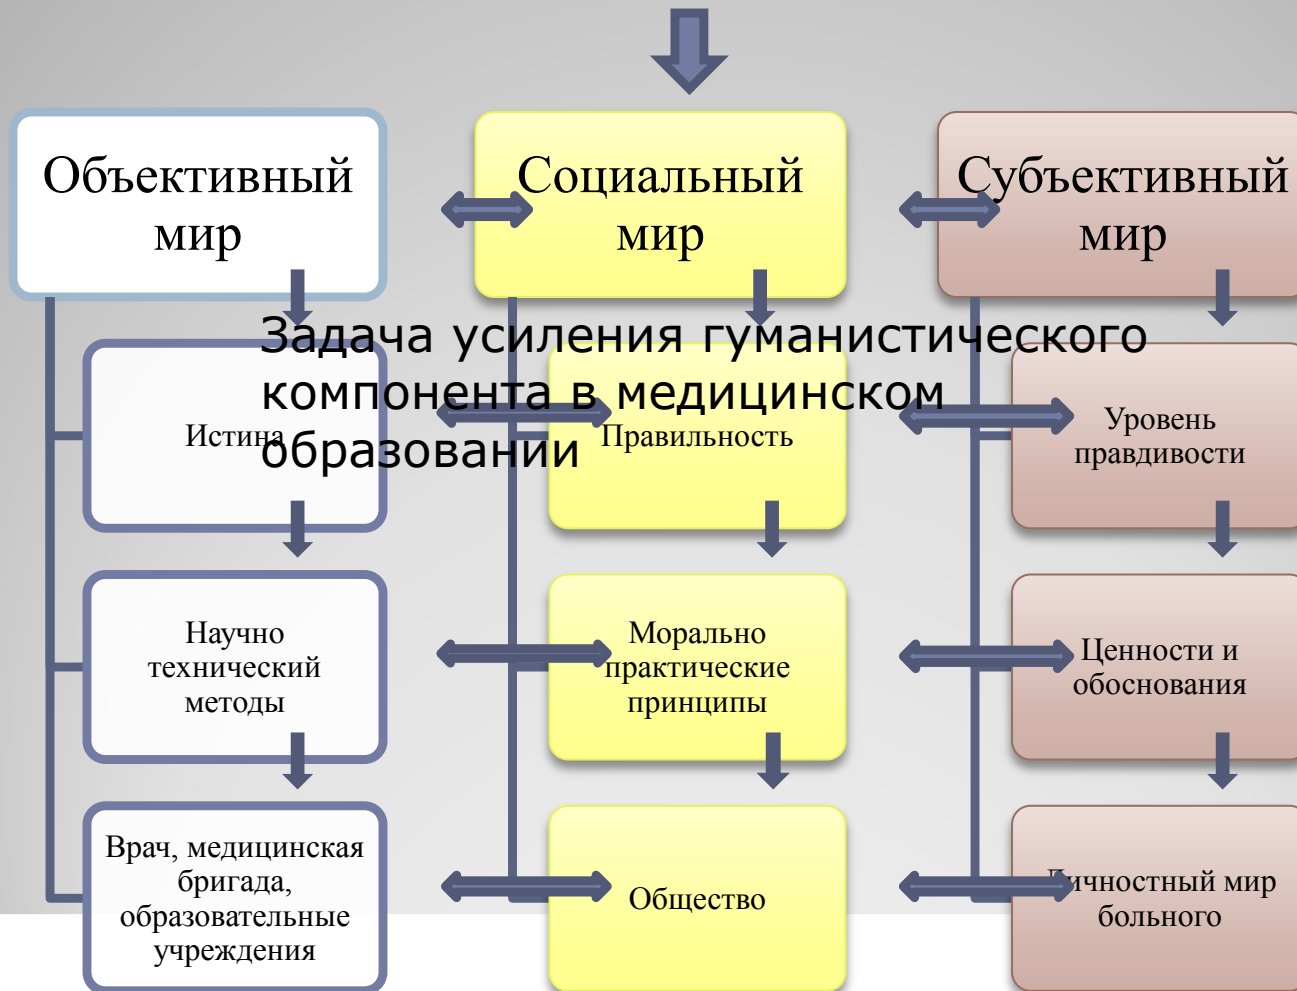 Объективный
мир
Социальный
мир
Субъективный
мир
Задача усиления гуманистического
компонента в медицинском
образовании
Истина
Правильность
Уровень
правдивости
Научно
технический
методы
Морально
практические
принципы
Ценности и
обоснования
Врач, медицинская
бригада,
образовательные
учреждения
Общество
Личностный мир
больного